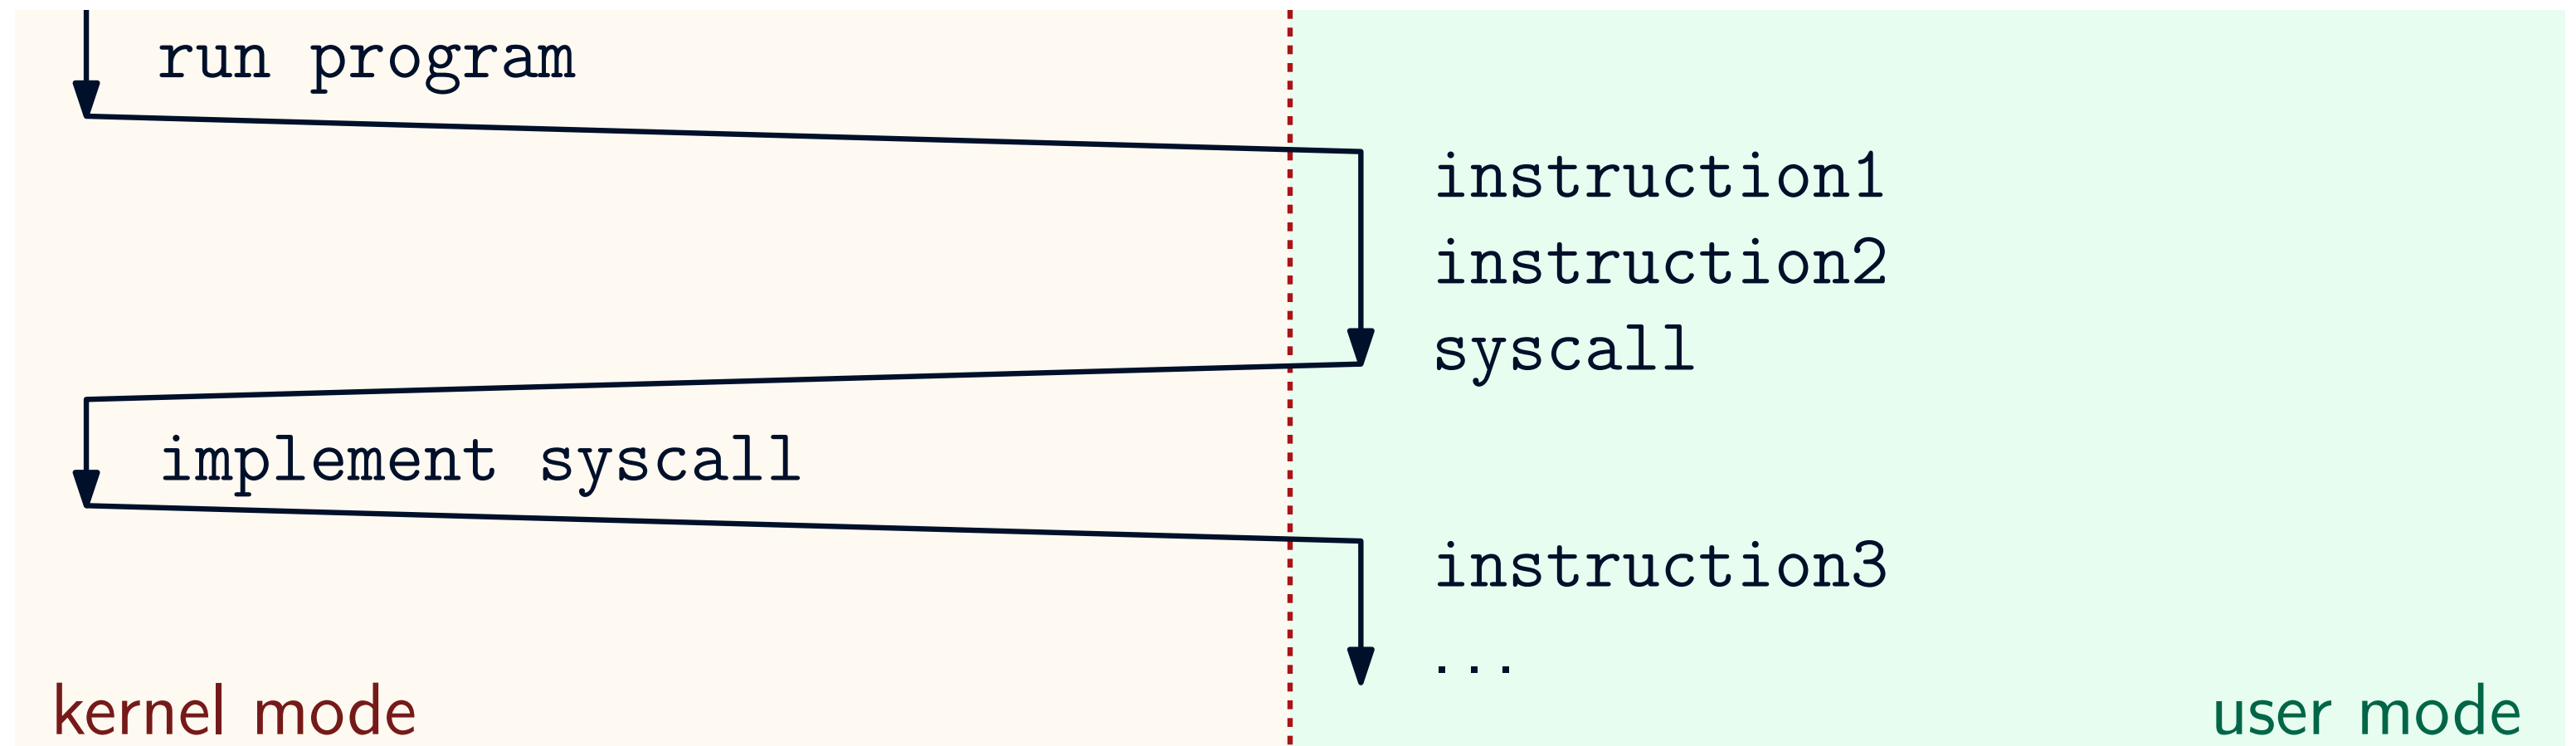 run program
instruction1
instruction2
syscall
implement syscall
instruction3
...
kernel mode
user mode